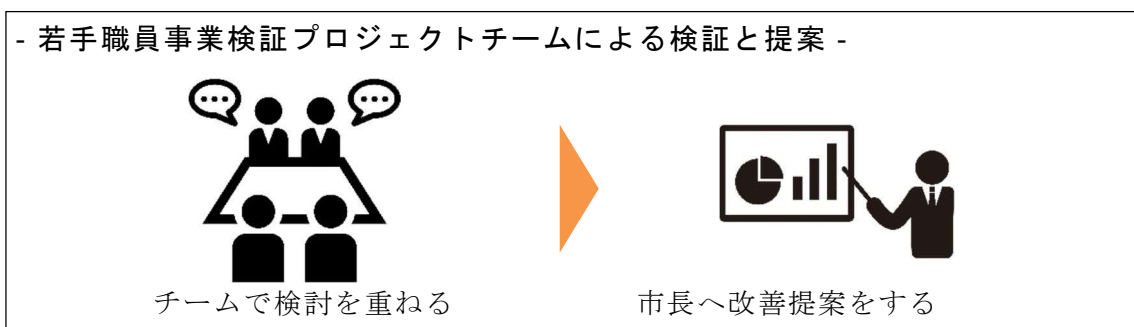 - 若手職員事業検証プロジェクトチームによる検証と提案 -
チームで検討を重ねる
市長へ改善提案をする